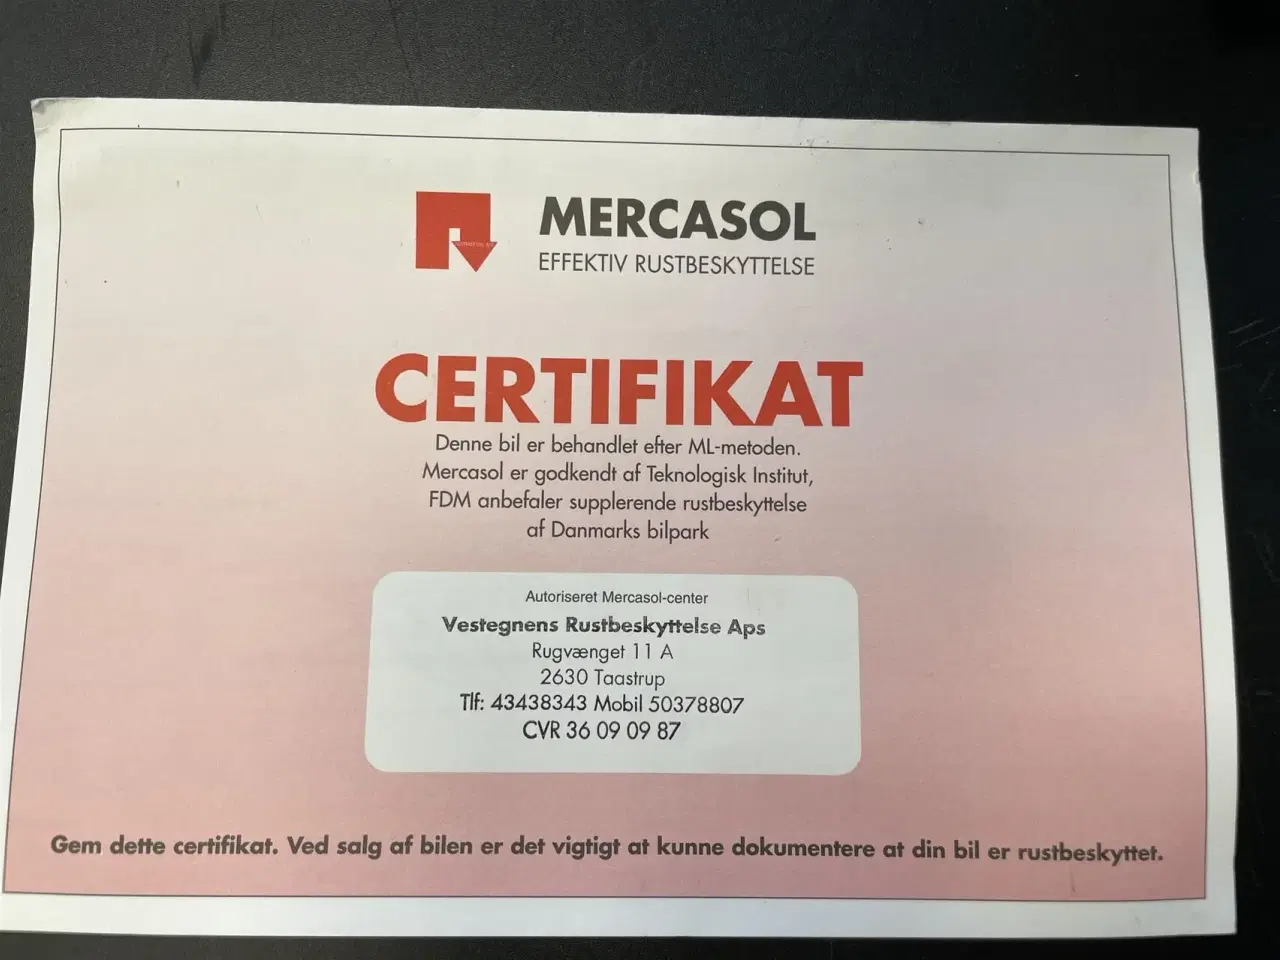 MERCASOL
EFFEKTIV RUSTBESKYTTELSE
CERTIFIKAT
Denne bil er behandlet efter ML-metoden.
Mercasol er godkendt af Teknologisk Institut,
FDM anbefaler supplerende rustbeskyttelse
af Danmarks bilpark
Autoriseret Mercasol-center
Vestegnens Rustbeskyttelse Aps
Rugvænget 11 A
2630 Taastrup
Tlf: 43438343 Mobil 50378807
CVR 36 09 09 87
Gem dette certifikat. Ved salg af bilen er det vigtigt at kunne dokumentere at din bil er rustbeskyttet.